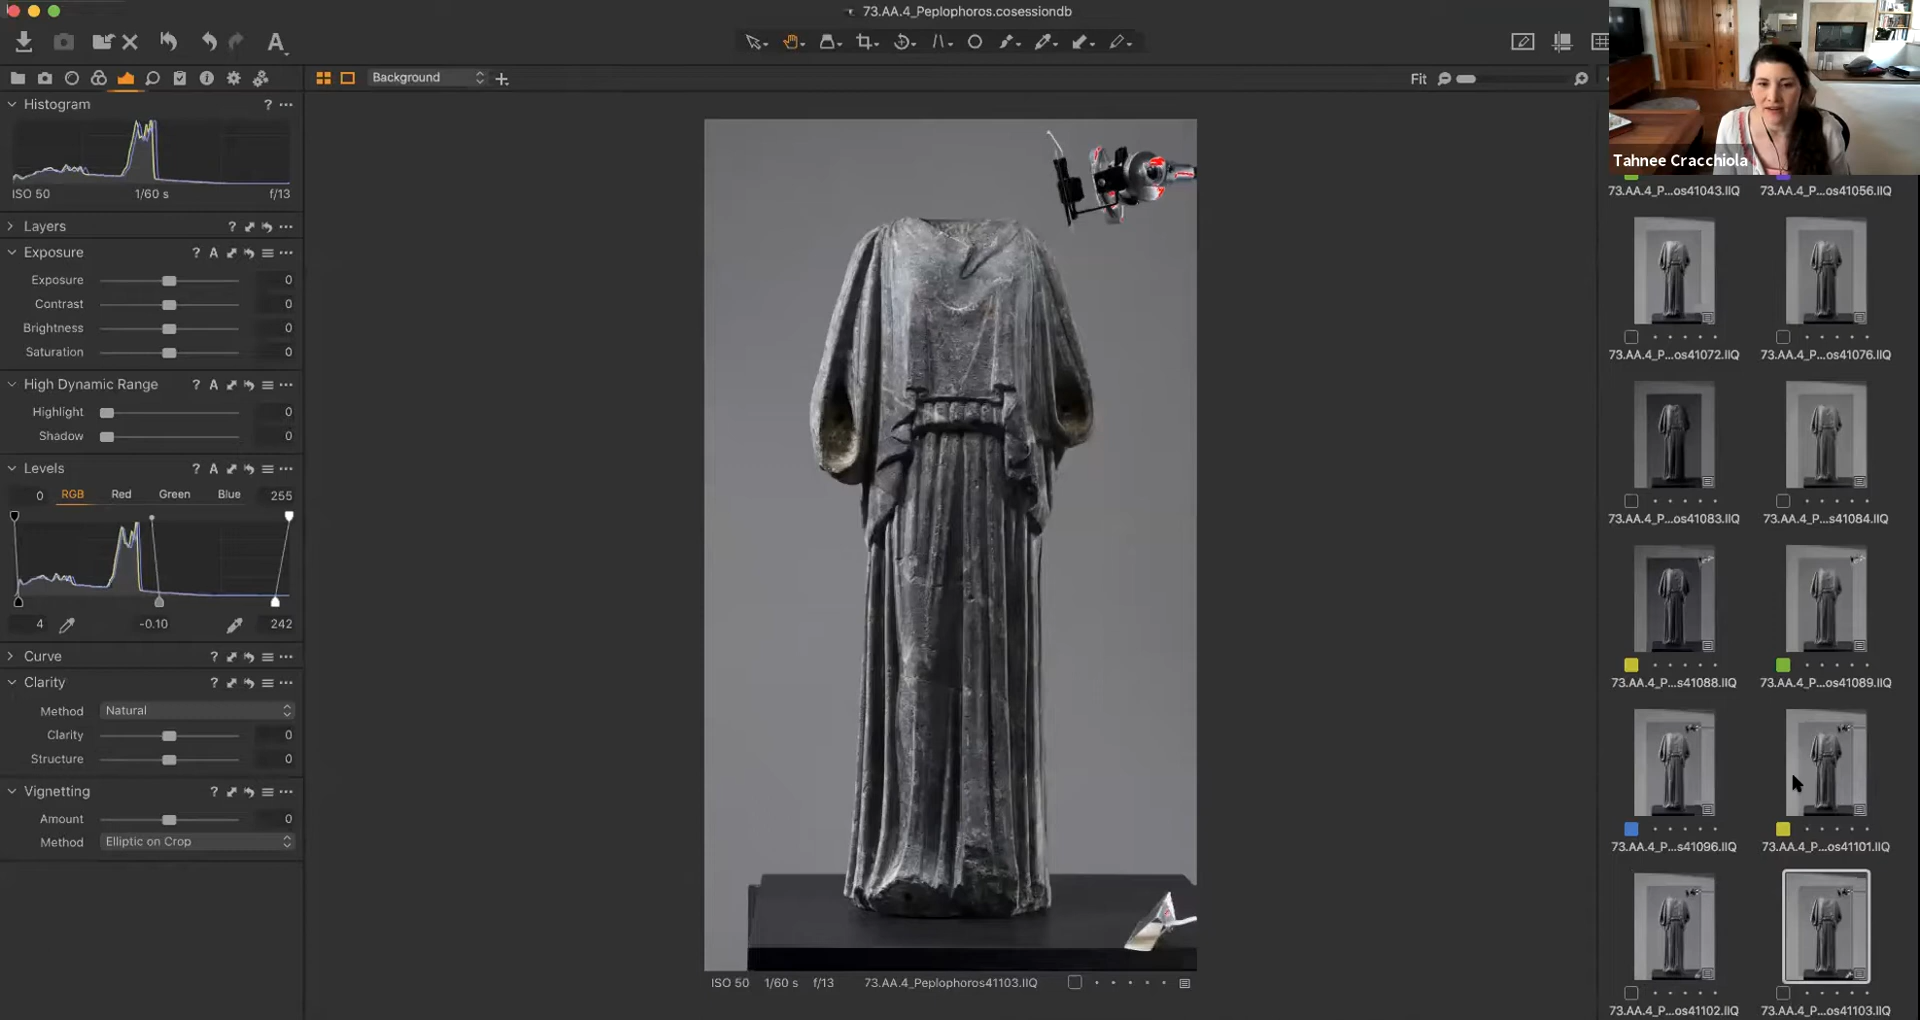 73.AA.4_Peplophoros.cosessiondb
Background
Fit
Tahnee Cracchiola
Histogram ?
ISO 50 1/60 s f/13
Layers ?
Exposure ? A
Exposure 0
Contrast 0
Brightness 0
Saturation 0
High Dynamic Range ? A
Highlight 0
Shadow 0
Levels ? A
0 RGB Red Green Blue 255
4 -0.10 242
Curve ?
Clarity ?
Method Natural
Clarity 0
Structure 0
Vignetting ?
Amount 0
Method Elliptic on Crop
ISO 50 1/60 s f/13 73.AA.4_Peplophoros41103.IIQ
73.AA.4_P...os41043.IIQ 73.AA.4_P...os41056.IIQ
73.AA.4_P...os41072.IIQ 73.AA.4_P...os41076.IIQ
73.AA.4_P...os41083.IIQ 73.AA.4_P...s41084.IIQ
73.AA.4_P...s41088.IIQ 73.AA.4_P...os41089.IIQ
73.AA.4_P...s41096.IIQ 73.AA.4_P...os41101.IIQ
73.AA.4_P...os41102.IIQ 73.AA.4_P...os41103.IIQ